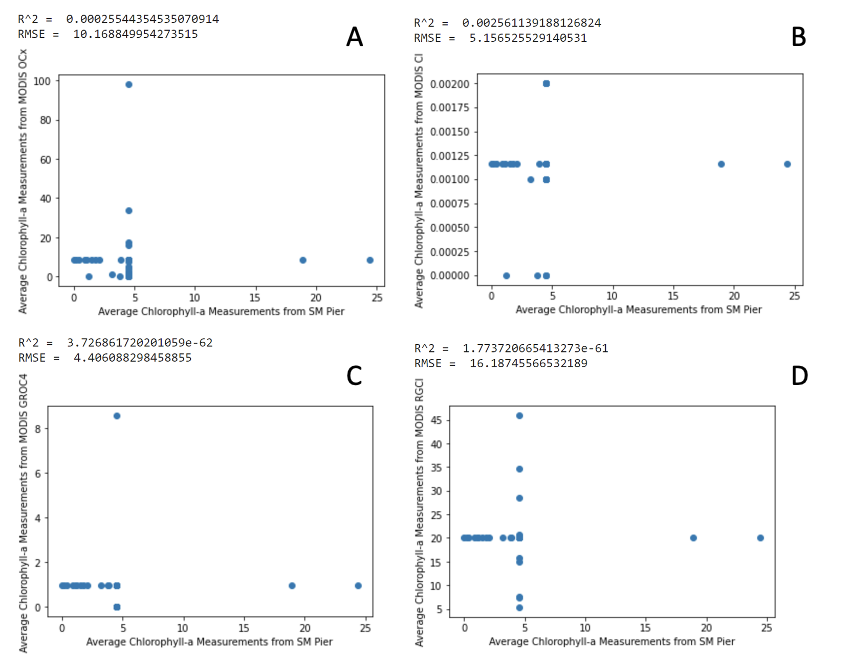 R^2 = 0.00025544354535070914
RMSE = 10.168849954273515
A
Average Chlorophyll-a Measurements from MODIS OCx
100
80
60
40
20
0
0 5 10 15 20 25
Average Chlorophyll-a Measurements from SM Pier
R^2 = 0.002561139188126824
RMSE = 5.156525529140531
B
Average Chlorophyll-a Measurements from MODIS CI
0.00200
0.00175
0.00150
0.00125
0.00100
0.00075
0.00050
0.00025
0.00000
0 5 10 15 20 25
Average Chlorophyll-a Measurements from SM Pier
R^2 = 3.726861720201059e-62
RMSE = 4.406088298458855
C
Average Chlorophyll-a Measurements from MODIS GROC4
8
6
4
2
0
0 5 10 15 20 25
Average Chlorophyll-a Measurements from SM Pier
R^2 = 1.773720665413273e-61
RMSE = 16.18745566532189
D
Average Chlorophyll-a Measurements from MODIS RGCI
45
40
35
30
25
20
15
10
5
0 5 10 15 20 25
Average Chlorophyll-a Measurements from SM Pier